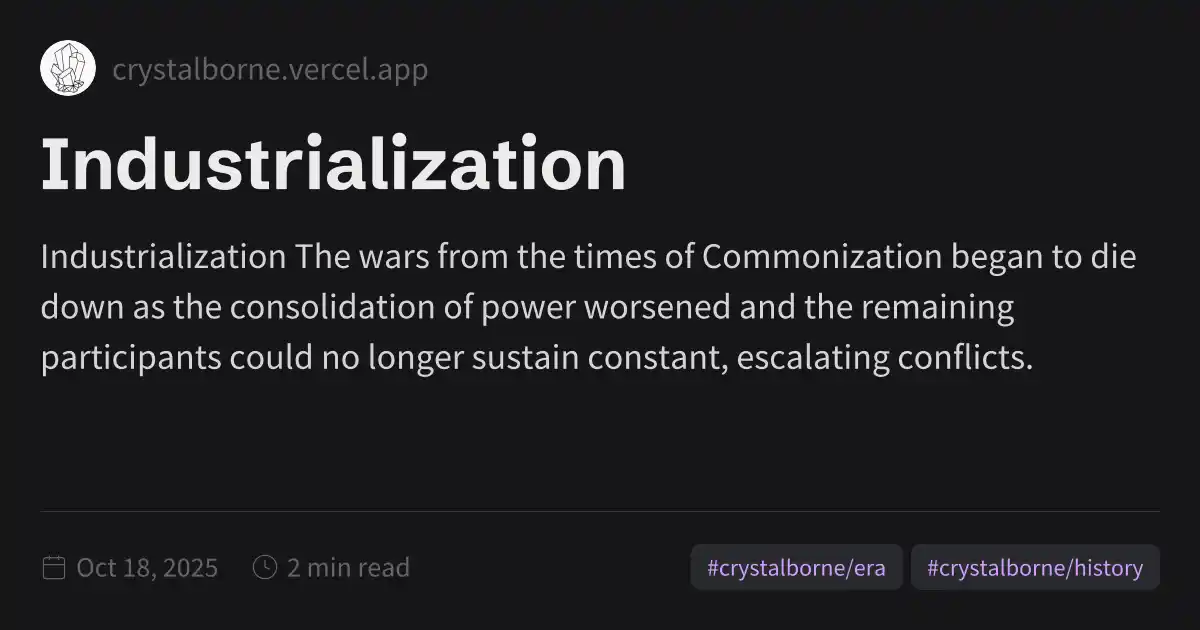 crystalborne.vercel.app
Industrialization
Industrialization The wars from the times of Commonization began to die
down as the consolidation of power worsened and the remaining
participants could no longer sustain constant, escalating conflicts.
Oct 18, 2025 2 min read #crystalborne/era #crystalborne/history